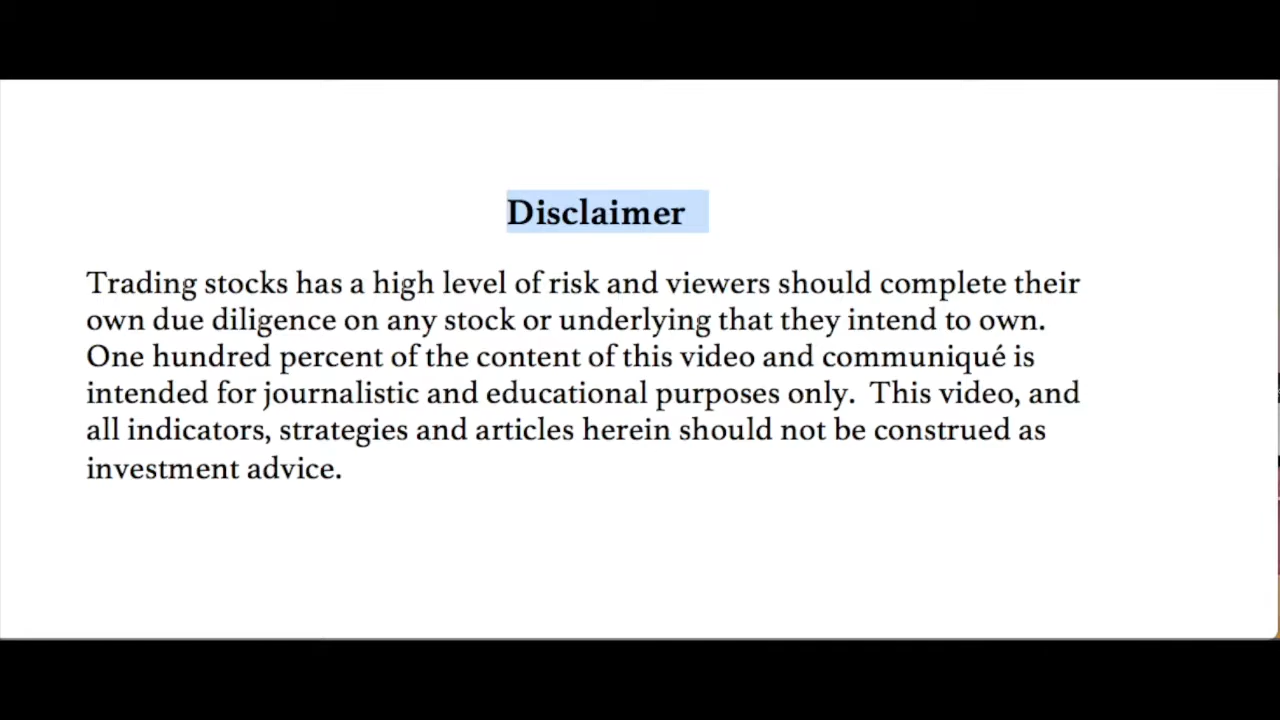 Disclaimer
Trading stocks has a high level of risk and viewers should complete their
own due diligence on any stock or underlying that they intend to own.
One hundred percent of the content of this video and communiqué is
intended for journalistic and educational purposes only.  This video, and
all indicators, strategies and articles herein should not be construed as
investment advice.